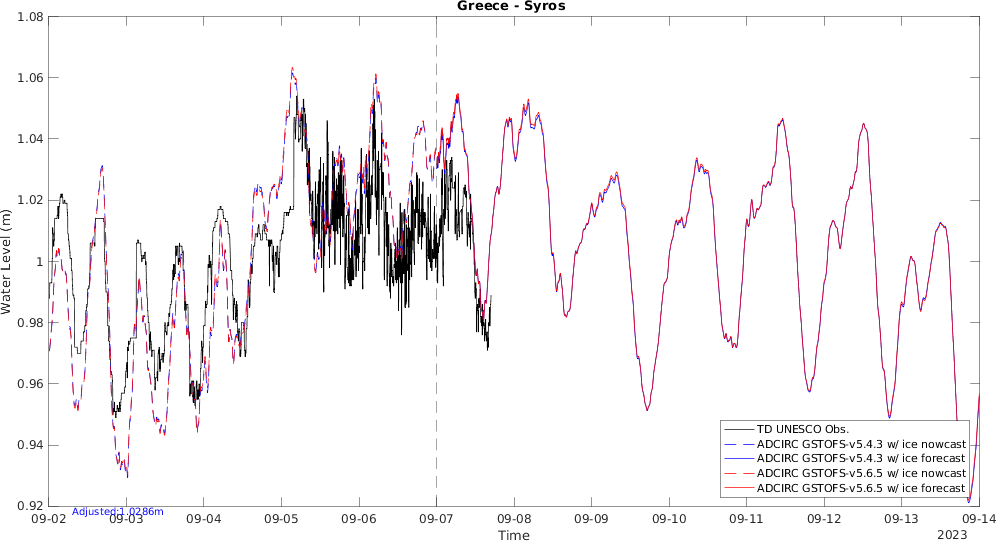 Greece - Syros
1.08
1.06
1.04
1.02
1
0.98
0.96
0.94
0.92
Water Level (m)
TD UNESCO Obs.
ADCIRC GSTOFS-v5.4.3 w/ ice nowcast
ADCIRC GSTOFS-v5.4.3 w/ ice forecast
ADCIRC GSTOFS-v5.6.5 w/ ice nowcast
ADCIRC GSTOFS-v5.6.5 w/ ice forecast
Adjusted:1.0286m
09-02 09-03 09-04 09-05 09-06 09-07 09-08 09-09 09-10 09-11 09-12 09-13 09-14
Time
2023